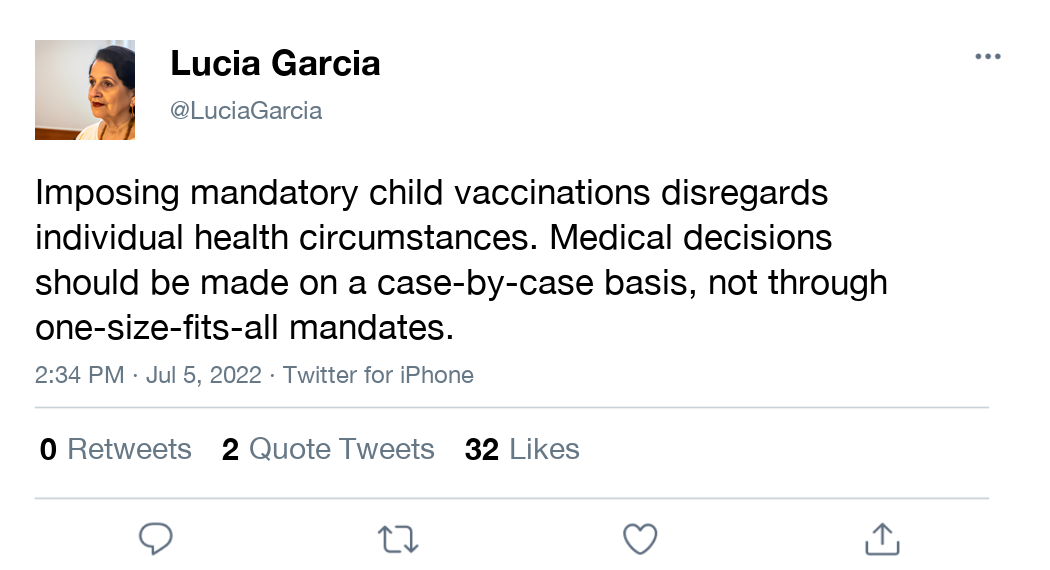 Lucia Garcia
@LuciaGarcia
Imposing mandatory child vaccinations disregards
individual health circumstances. Medical decisions
should be made on a case-by-case basis, not through
one-size-fits-all mandates.
2:34 PM · Jul 5, 2022 · Twitter for iPhone
0 Retweets 2 Quote Tweets 32 Likes